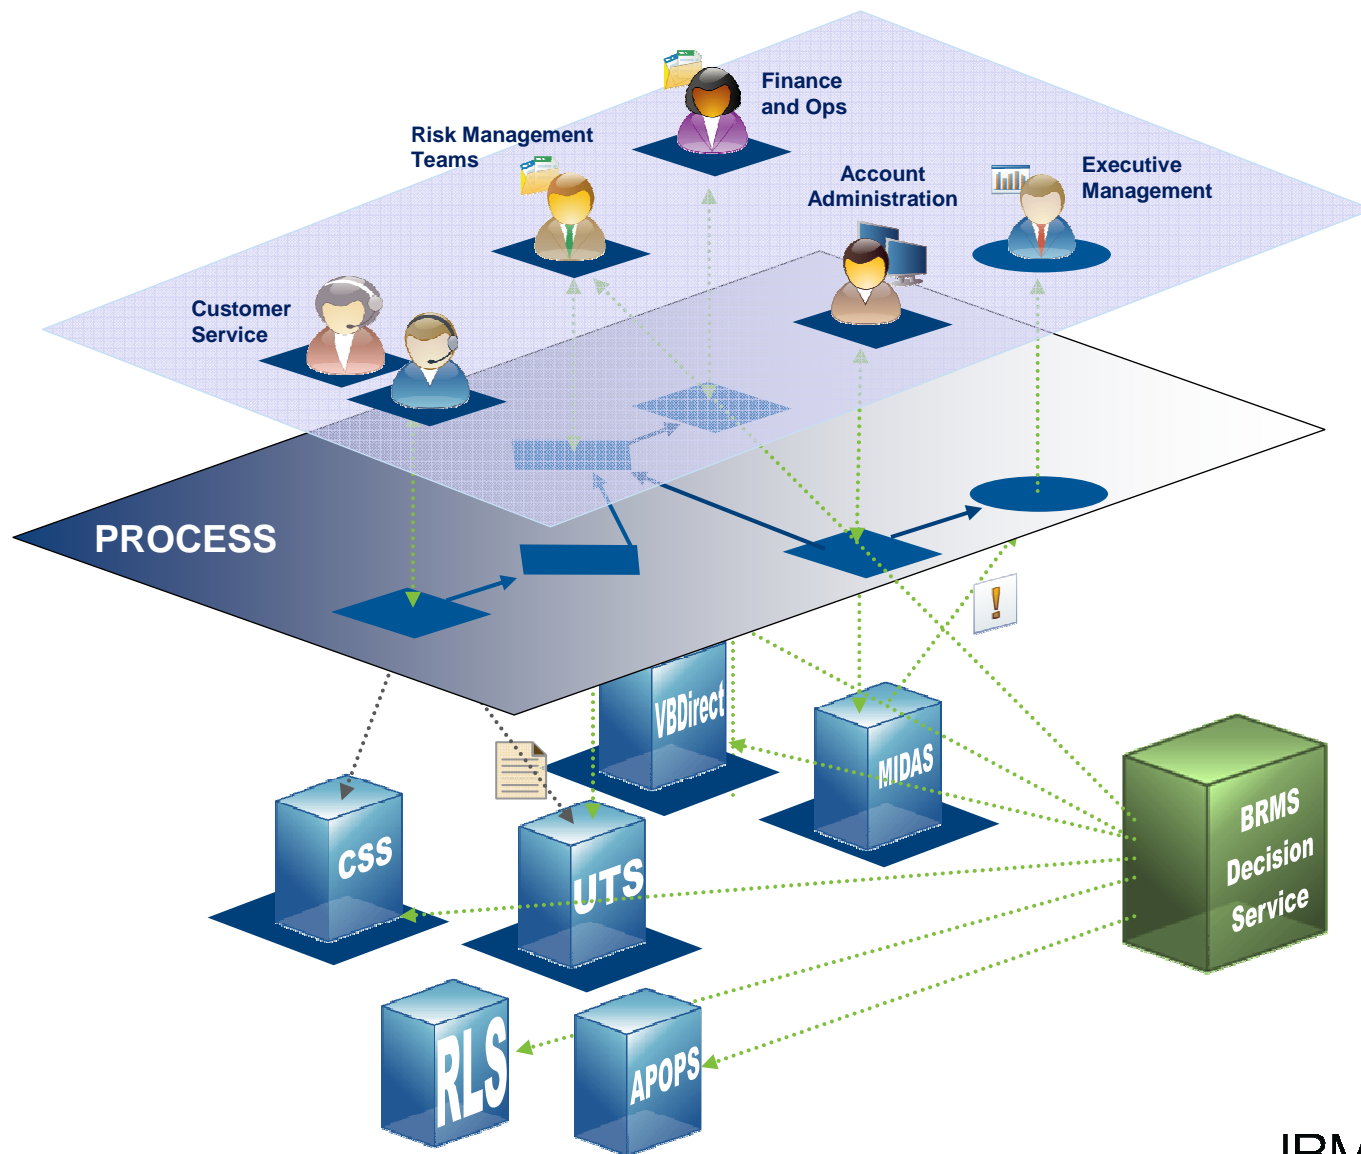 Finance
and Ops
Risk Management
Teams
Account
Administration
Executive
Management
Customer
Service
PROCESS
VBDirect
MIDAS
CSS
UTS
BRMS
Decision
Service
RLS
APOPS
IBM